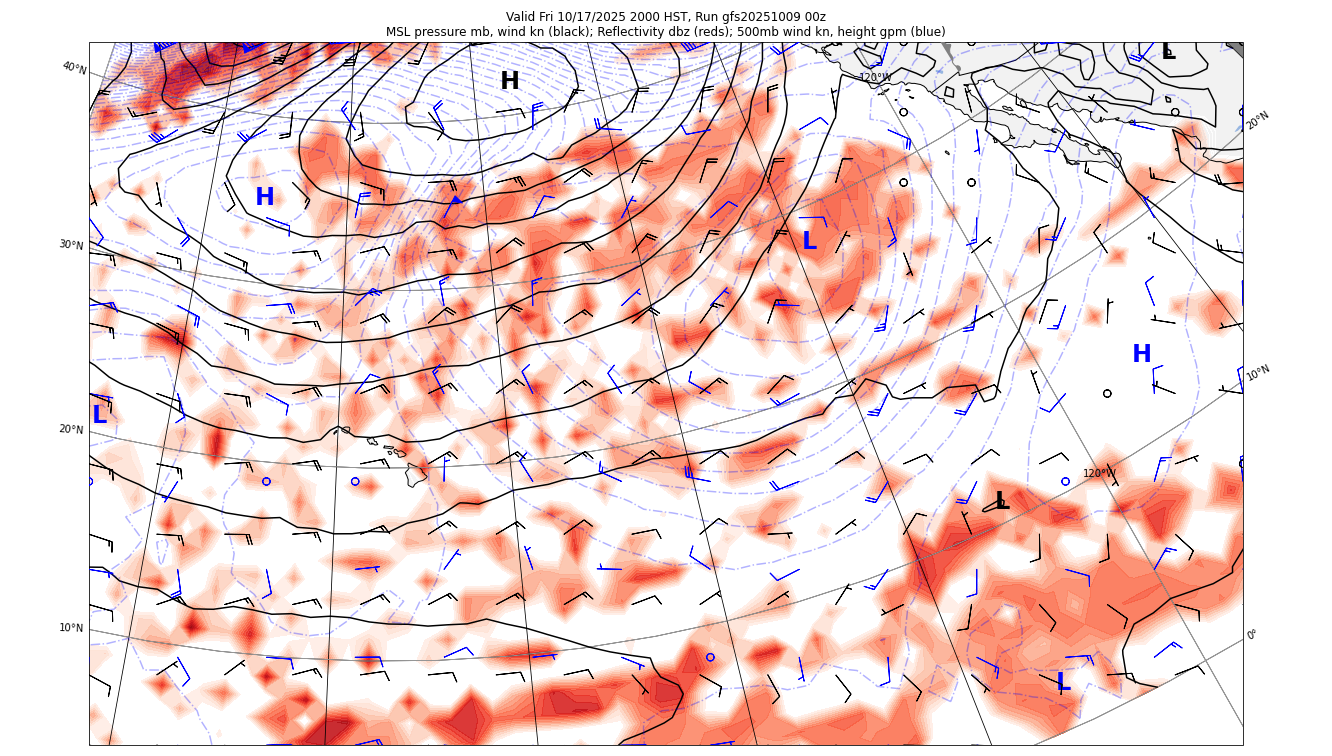 Valid Fri 10/17/2025 2000 HST, Run gfs20251009 00z
MSL pressure mb, wind kn (black); Reflectivity dbz (reds); 500mb wind kn, height gpm (blue)
L
40°N
H
120°W
20°N
H
30°N
L
H
10°N
L
20°N
120°W
L
10°N
0°
L